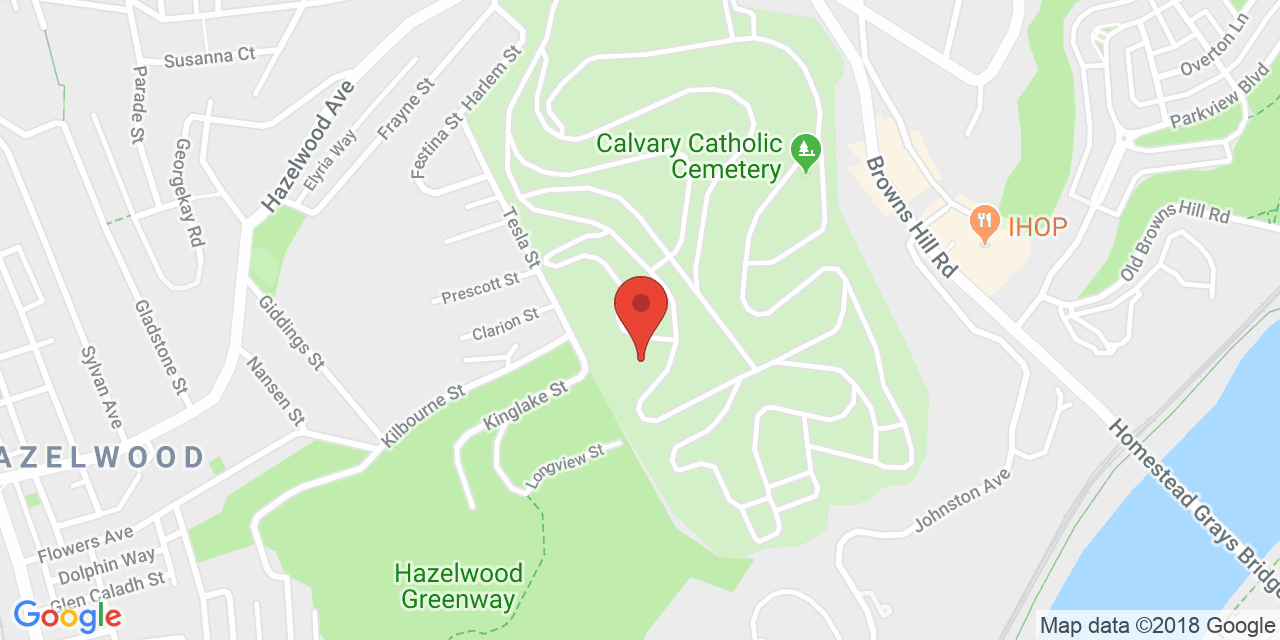 Susanna Ct
Parade St
Georgekay Rd
Hazelwood Ave
Elyria Way
Frayne St
Festina St
Harlem St
Overton Ln
Parkview Blvd
Calvary Catholic
Cemetery
Browns Hill Rd
IHOP
Old Browns Hill Rd
Tesla St
Prescott St
Clarion St
Giddings St
Gladstone St
Sylvan Ave
Nansen St
Kilbourne St
Kinglake St
Longview St
AZELWOOD
Johnston Ave
Homestead Grays Bridge
Flowers Ave
Dolphin Way
Glen Caladh St
Hazelwood
Greenway
Google
Map data ©2018 Google